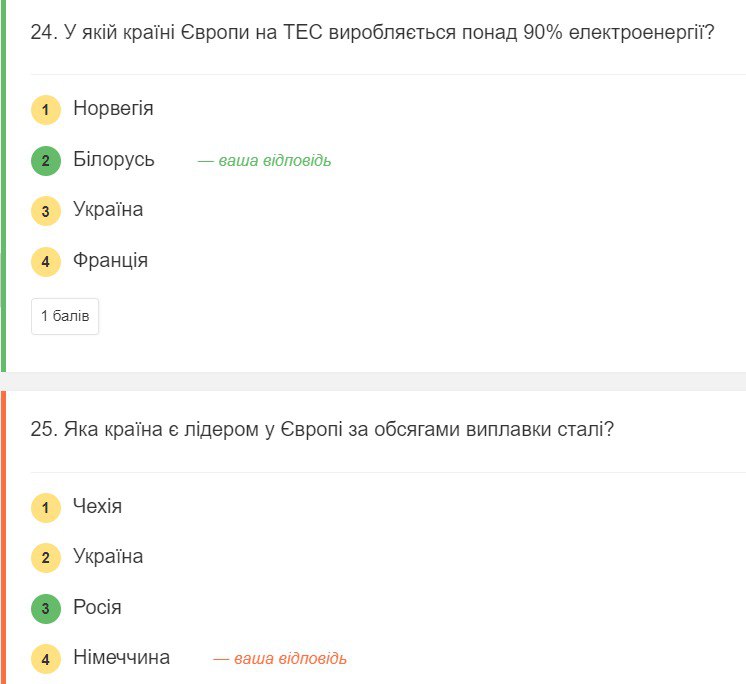 24. У якій країні Європи на ТЕС виробляється понад 90% електроенергії?
1 Норвегія
2 Білорусь — ваша відповідь
3 Україна
4 Франція
1 балів
25. Яка країна є лідером у Європі за обсягами виплавки сталі?
1 Чехія
2 Україна
3 Росія
4 Німеччина — ваша відповідь